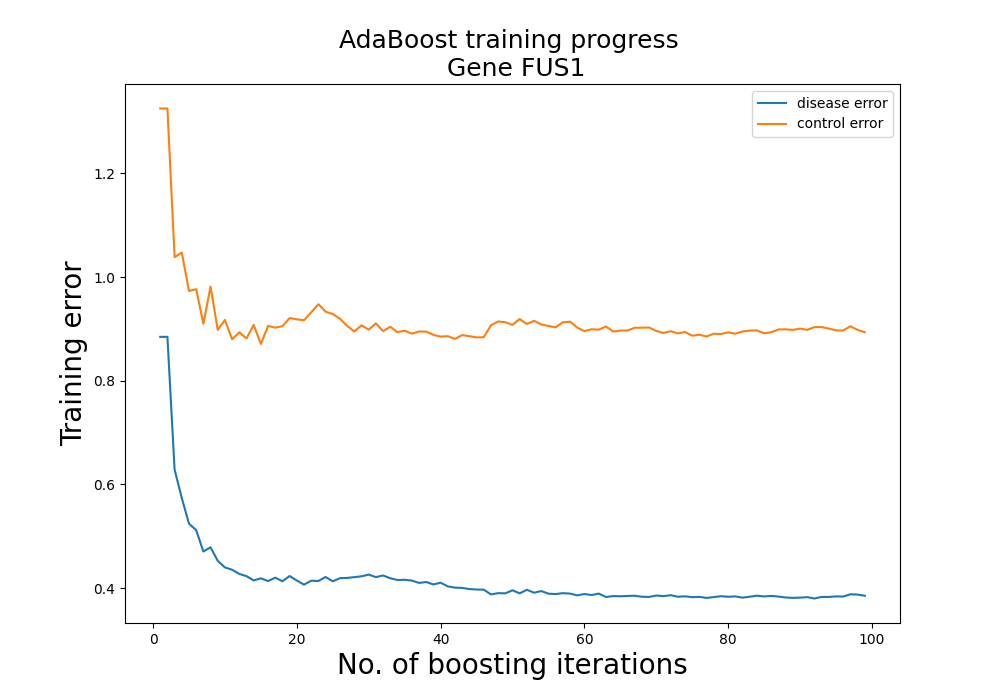 AdaBoost training progress
Gene FUS1
disease error
control error
Training error
1.2
1.0
0.8
0.6
0.4
0 20 40 60 80 100
No. of boosting iterations